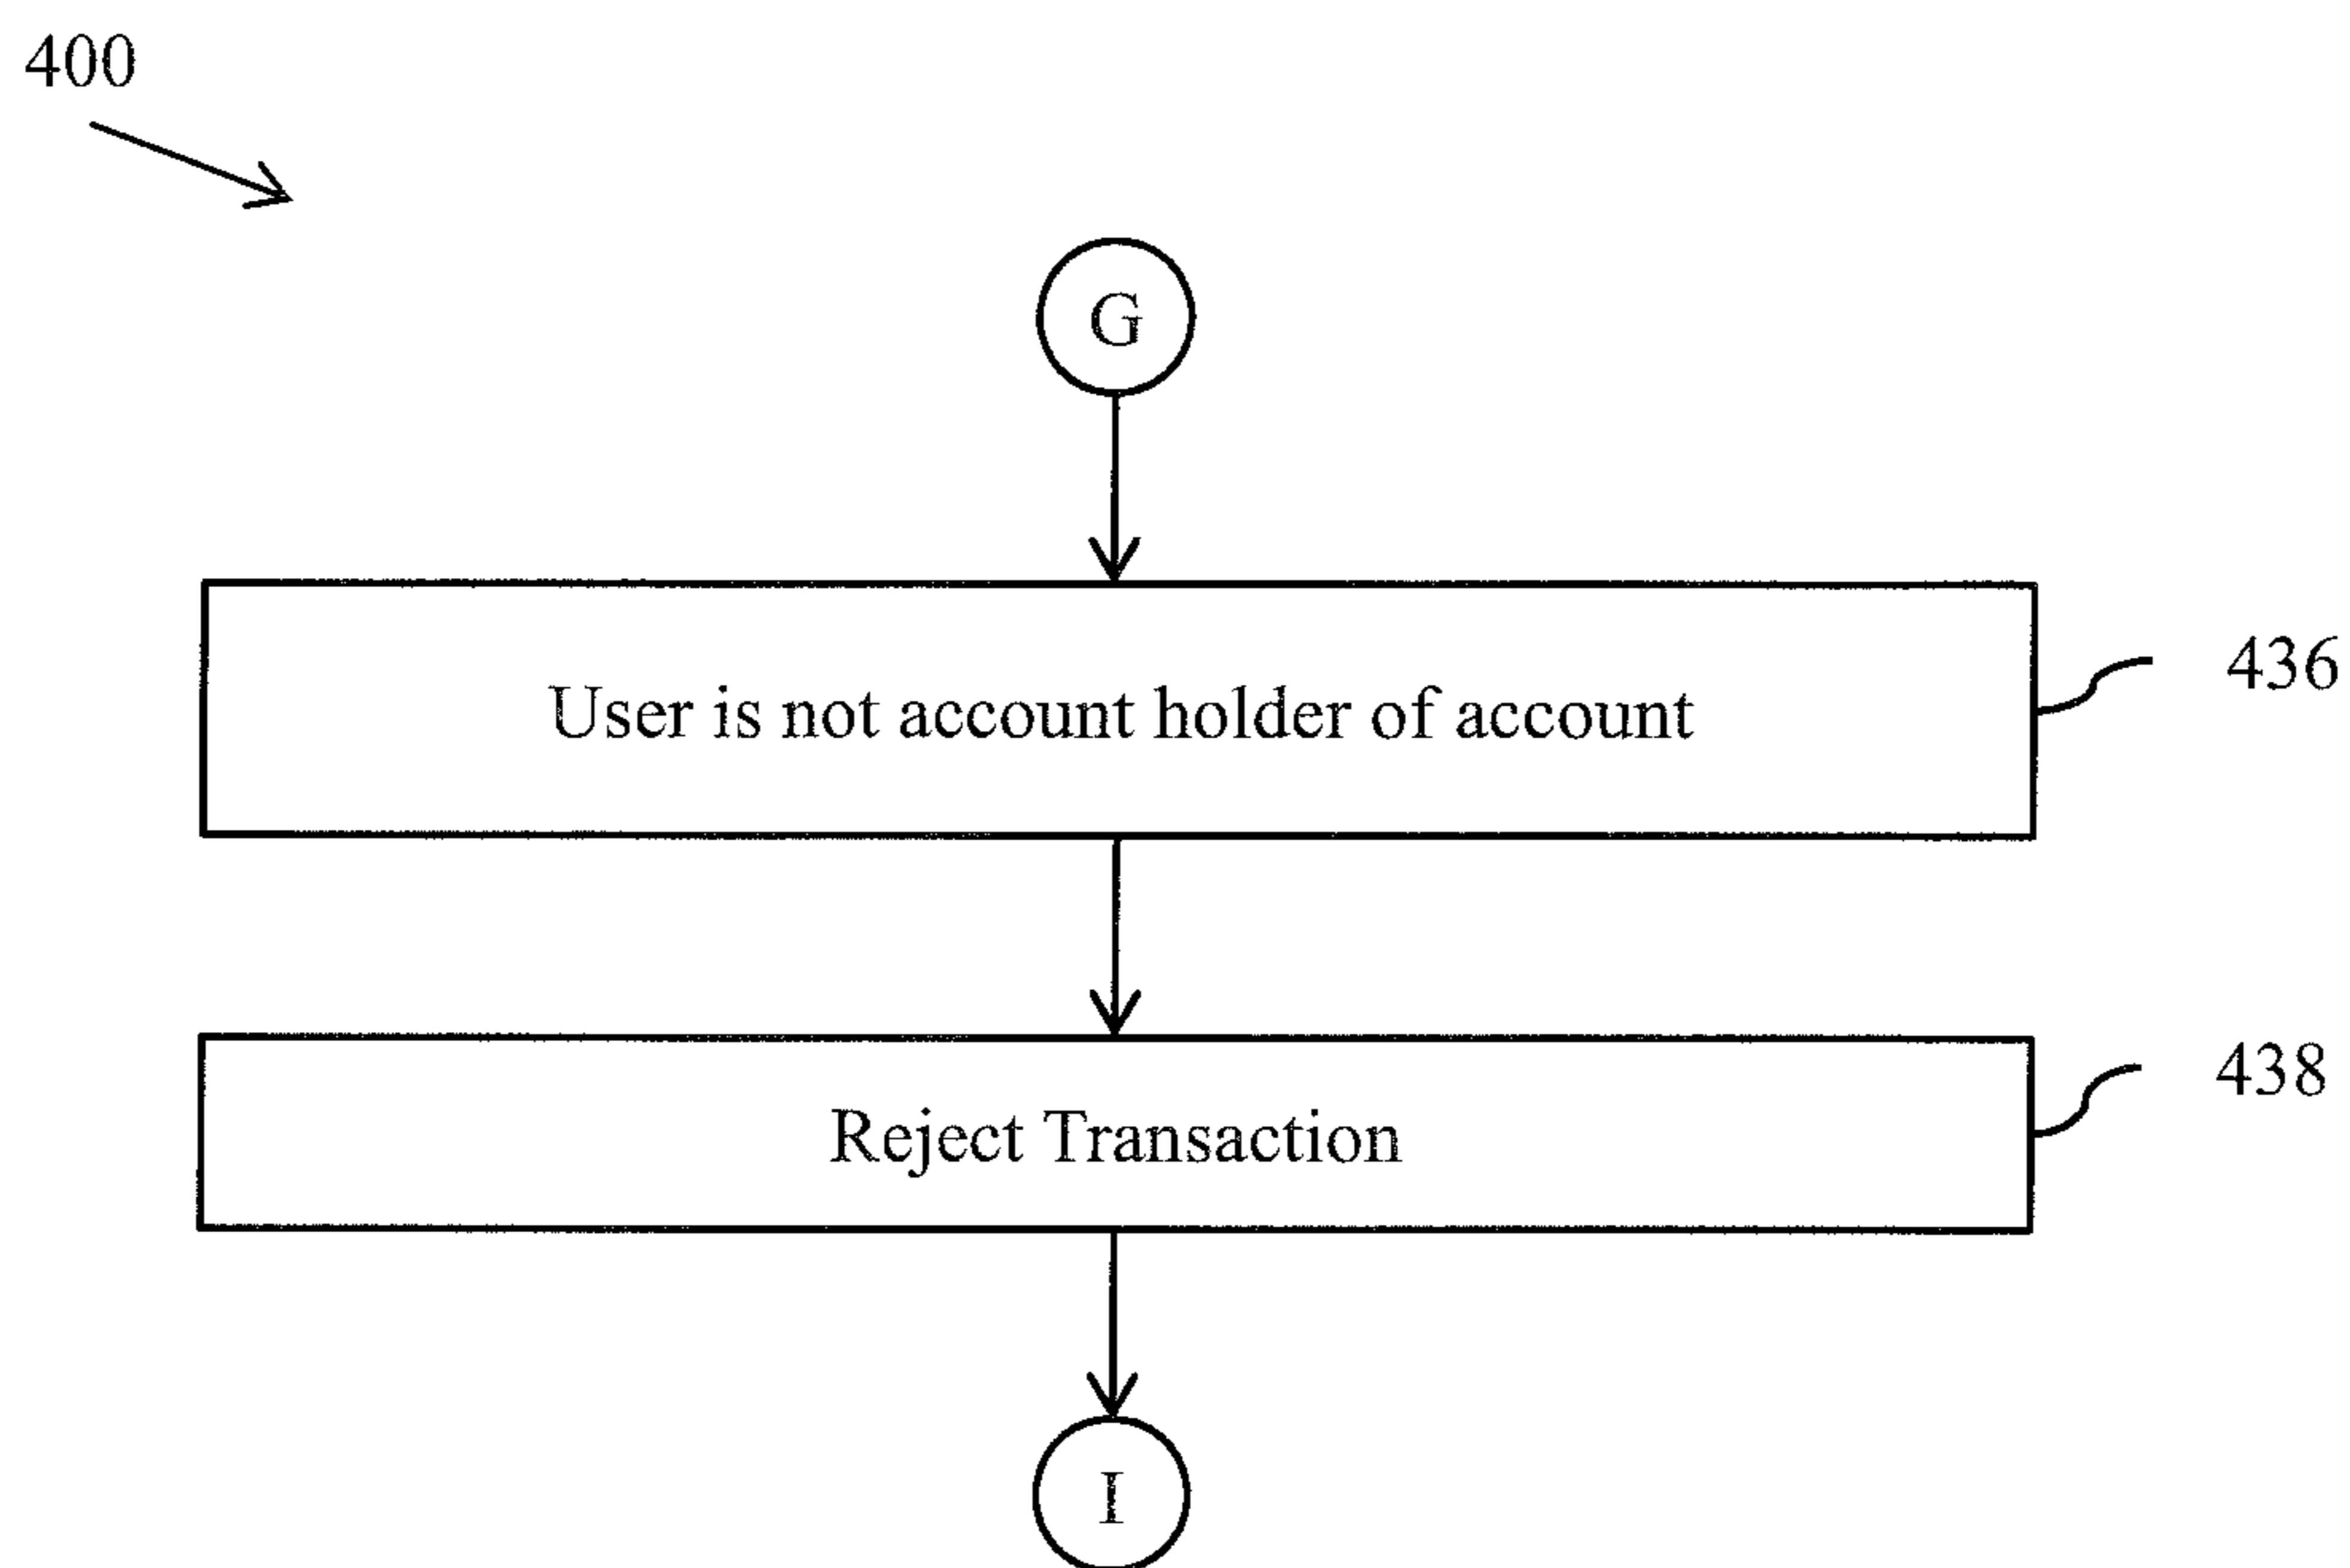 400
G
User is not account holder of account
436
Reject Transaction
438
I